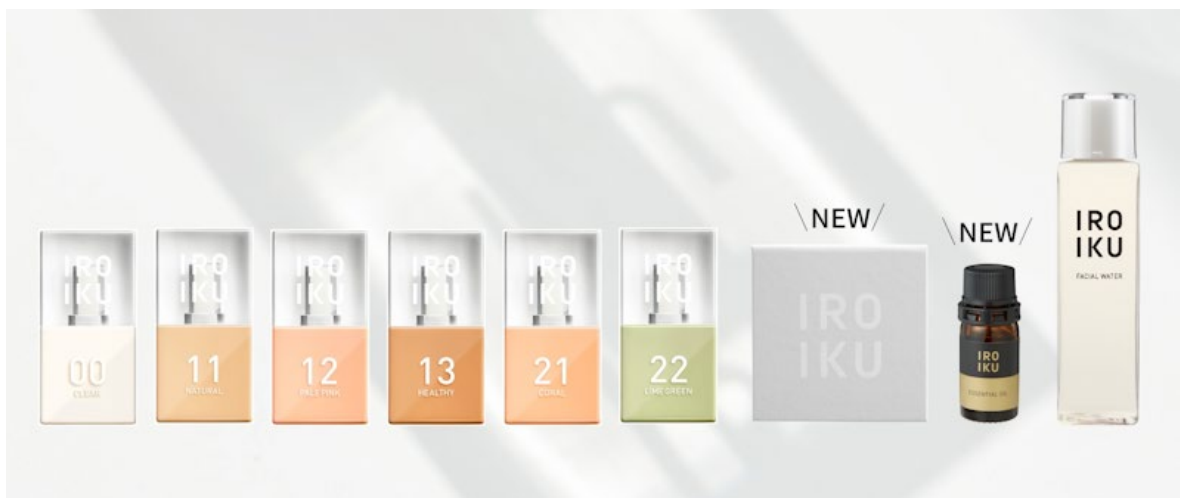 IRO
IKU
00
CLEAR
IRO
IKU
11
NATURAL
IRO
IKU
12
PALE PINK
IRO
IKU
13
HEALTHY
IRO
IKU
21
CORAL
IRO
IKU
22
LIME GREEN
\NEW/
IRO
IKU
\NEW/
IRO
IKU
ESSENTIAL OIL
IRO
IKU
FACIAL WATER